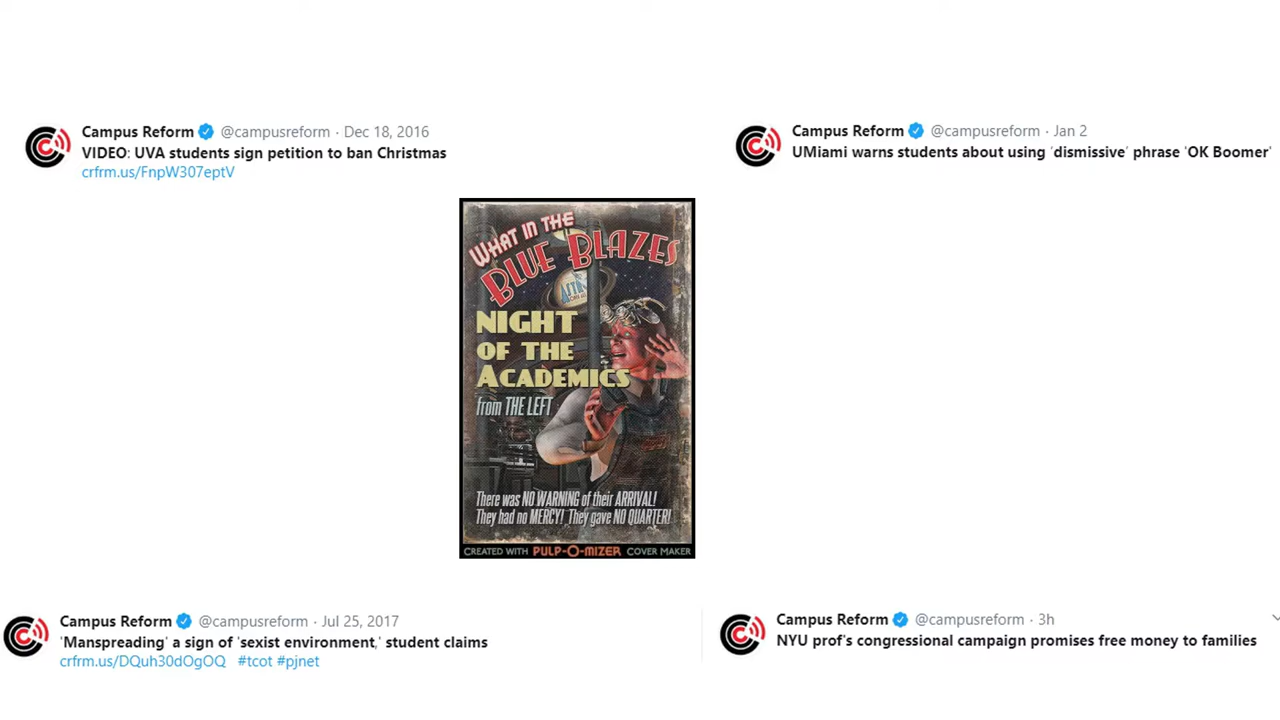 Campus Reform @campusreform · Dec 18, 2016
VIDEO: UVA students sign petition to ban Christmas
crfrm.us/FnpW307eptV
Campus Reform @campusreform · Jan 2
UMiami warns students about using 'dismissive' phrase 'OK Boomer'
WHAT IN THE
BLUE BLAZES
NIGHT
OF THE
ACADEMICS
from THE LEFT
There was NO WARNING of their ARRIVAL!
They had no MERCY! They gave NO QUARTER!
CREATED WITH PULP-O-MIZER COVER MAKER
Campus Reform @campusreform · Jul 25, 2017
'Manspreading' a sign of 'sexist environment,' student claims
crfrm.us/DQuh30dOgOQ #tcot #pjnet
Campus Reform @campusreform · 3h
NYU prof's congressional campaign promises free money to families